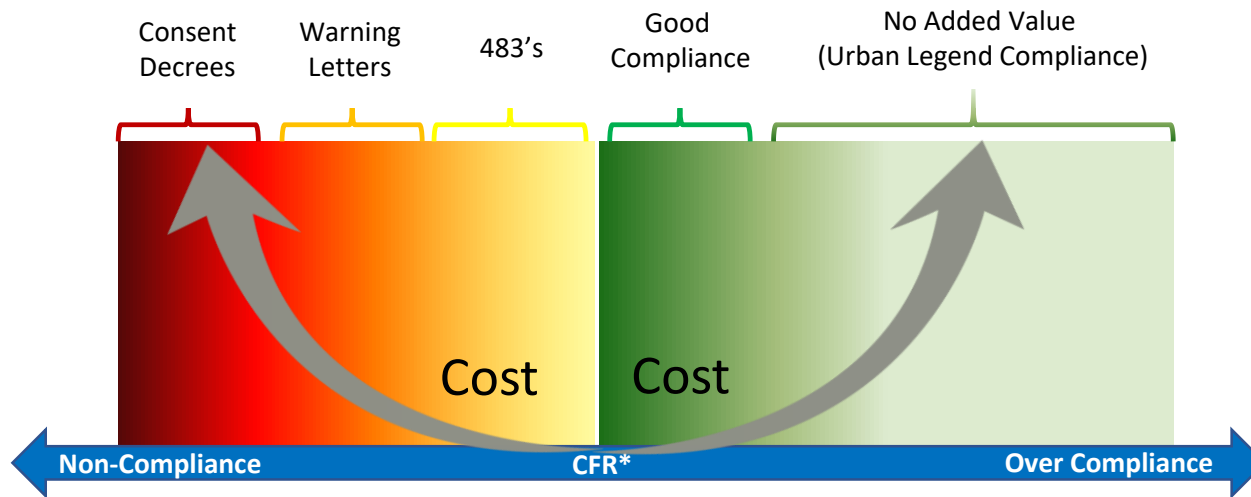 Consent
Decrees
Warning
Letters
483’s
Good
Compliance
No Added Value
(Urban Legend Compliance)
Cost
Cost
Non-Compliance
CFR*
Over Compliance